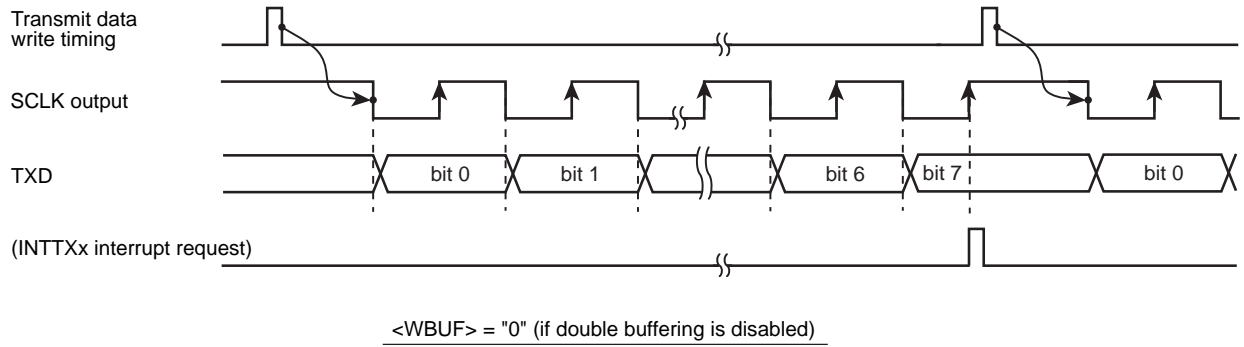 Transmit data
write timing
SCLK output
TXD
bit 0 bit 1 bit 6 bit 7 bit 0
(INTTXx interrupt request)
<WBUF> = "0" (if double buffering is disabled)